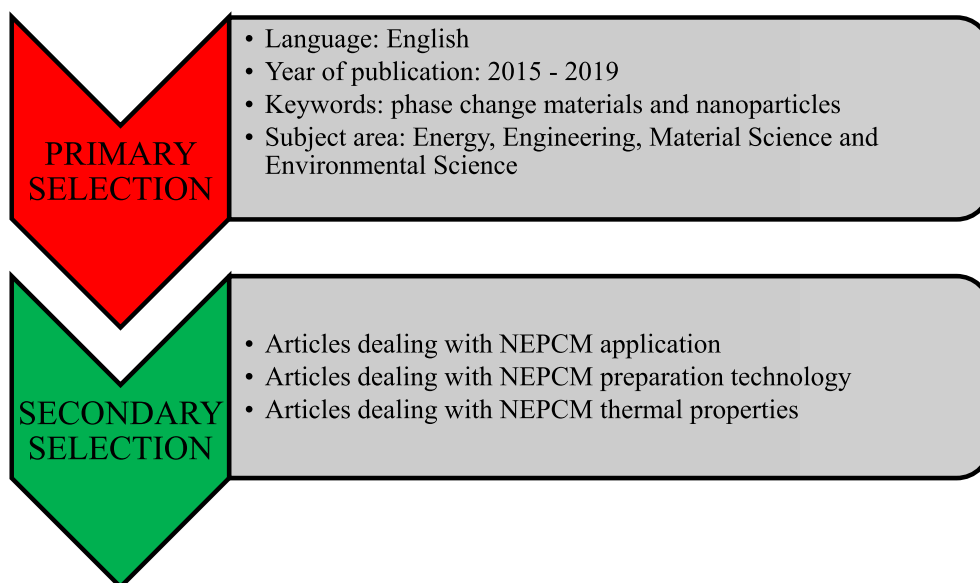 PRIMARY
SELECTION
• Language: English
• Year of publication: 2015 - 2019
• Keywords: phase change materials and nanoparticles
• Subject area: Energy, Engineering, Material Science and
Environmental Science
SECONDARY
SELECTION
• Articles dealing with NEPCM application
• Articles dealing with NEPCM preparation technology
• Articles dealing with NEPCM thermal properties